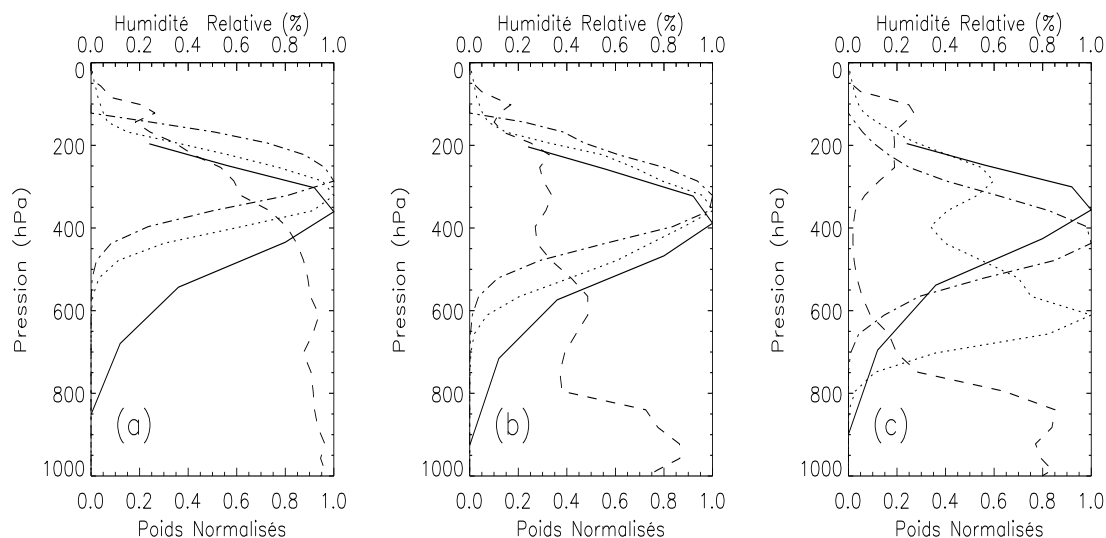 Humidité Relative (%)
0.0 0.2 0.4 0.6 0.8 1.0
0
200
400
600
800
1000
Pression (hPa)
(a)
0.0 0.2 0.4 0.6 0.8 1.0
Poids Normalisés
Humidité Relative (%)
0.0 0.2 0.4 0.6 0.8 1.0
0
200
400
600
800
1000
Pression (hPa)
(b)
0.0 0.2 0.4 0.6 0.8 1.0
Poids Normalisés
Humidité Relative (%)
0.0 0.2 0.4 0.6 0.8 1.0
0
200
400
600
800
1000
Pression (hPa)
(c)
0.0 0.2 0.4 0.6 0.8 1.0
Poids Normalisés